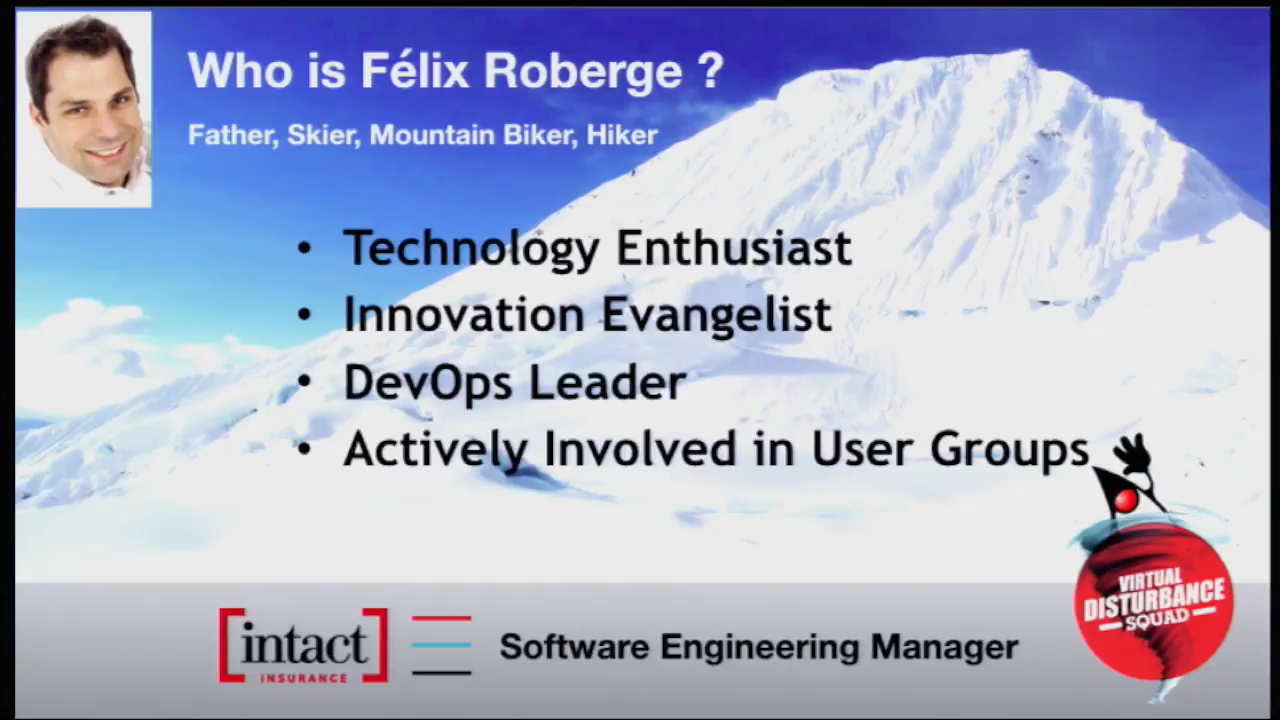 Who is Félix Roberge ?
Father, Skier, Mountain Biker, Hiker
• Technology Enthusiast
• Innovation Evangelist
• DevOps Leader
• Actively Involved in User Groups
VIRTUAL
DISTURBANCE
SQUAD
[intact]
INSURANCE
Software Engineering Manager